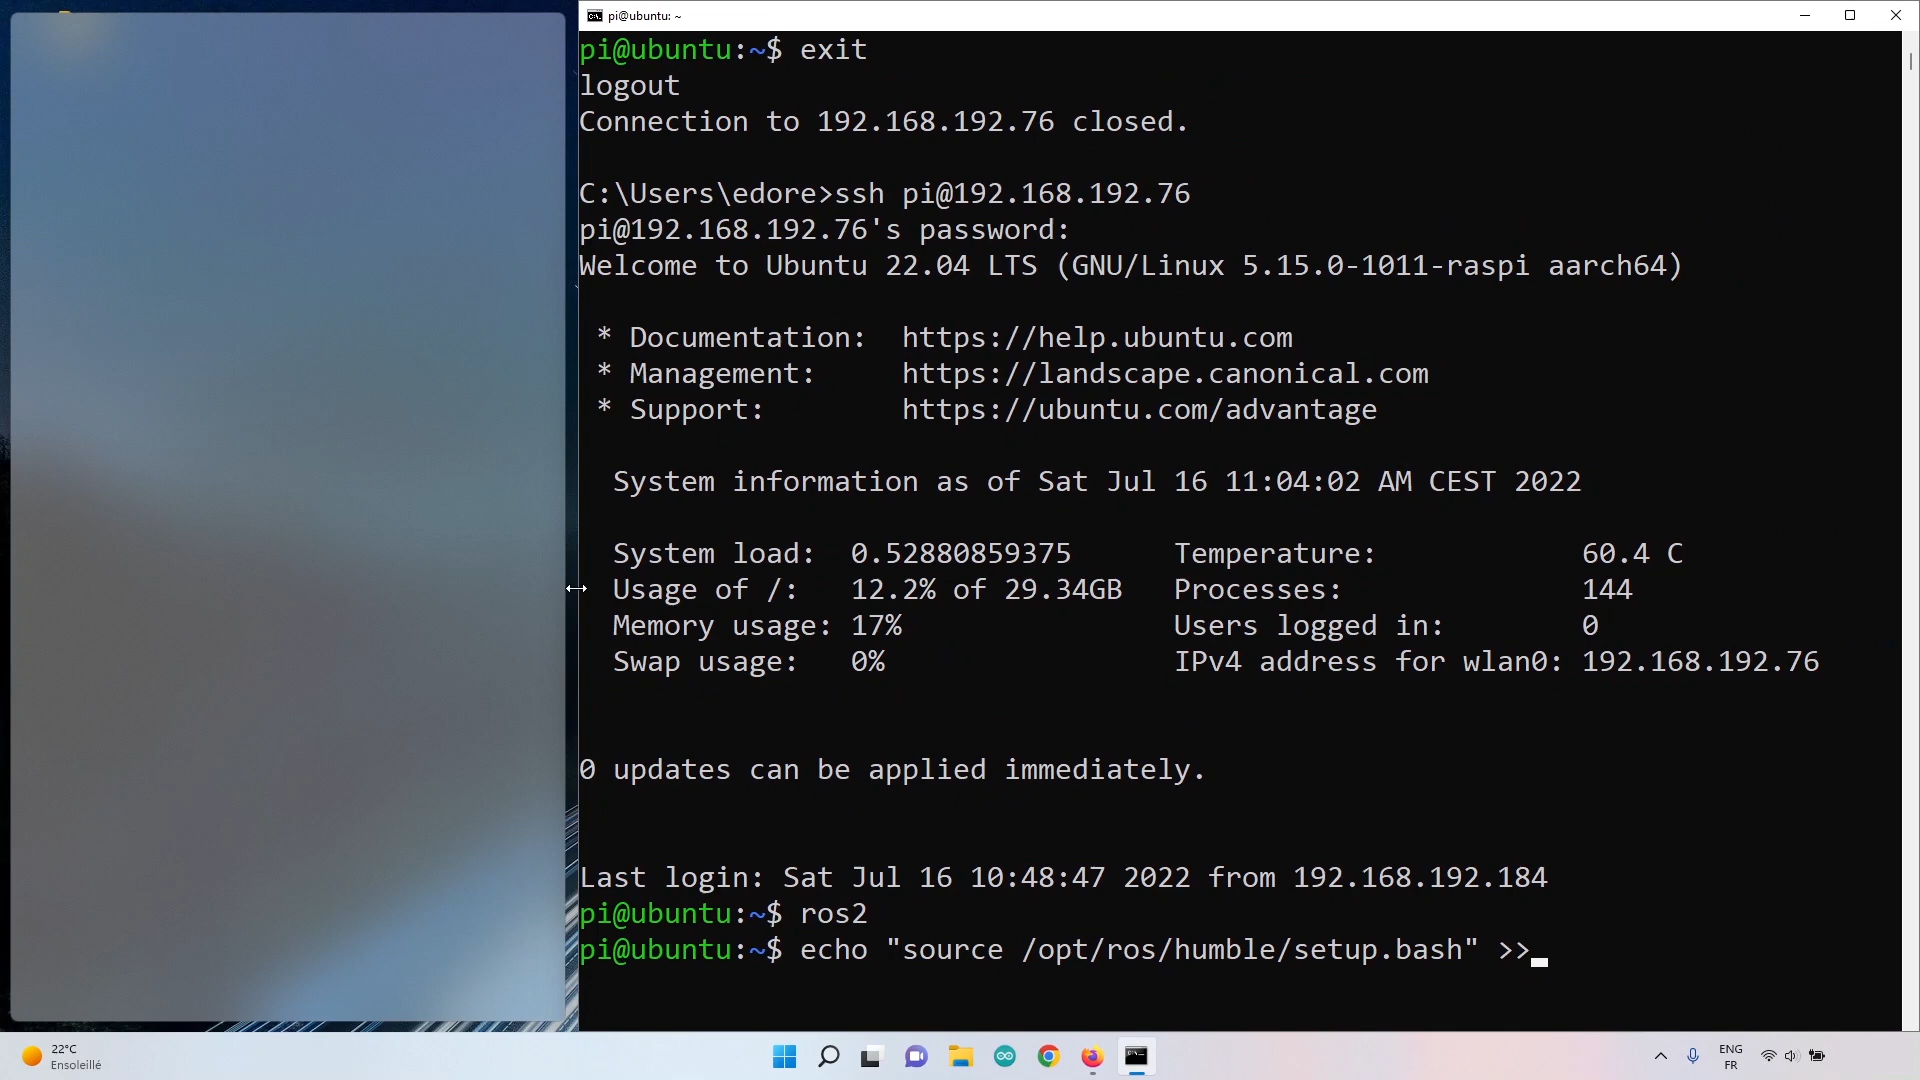 pi@ubuntu: ~
pi@ubuntu:~$ exit
logout
Connection to 192.168.192.76 closed.
C:\Users\edore>ssh pi@192.168.192.76
pi@192.168.192.76's password:
Welcome to Ubuntu 22.04 LTS (GNU/Linux 5.15.0-1011-raspi aarch64)
* Documentation:  https://help.ubuntu.com
* Management:     https://landscape.canonical.com
* Support:        https://ubuntu.com/advantage
System information as of Sat Jul 16 11:04:02 AM CEST 2022
System load:  0.52880859375      Temperature:            60.4 C
Usage of /:   12.2% of 29.34GB   Processes:              144
Memory usage: 17%                Users logged in:        0
Swap usage:   0%                 IPv4 address for wlan0: 192.168.192.76
0 updates can be applied immediately.
Last login: Sat Jul 16 10:48:47 2022 from 192.168.192.184
pi@ubuntu:~$ ros2
pi@ubuntu:~$ echo "source /opt/ros/humble/setup.bash" >>
22°C
Ensoleillé
ENG
FR